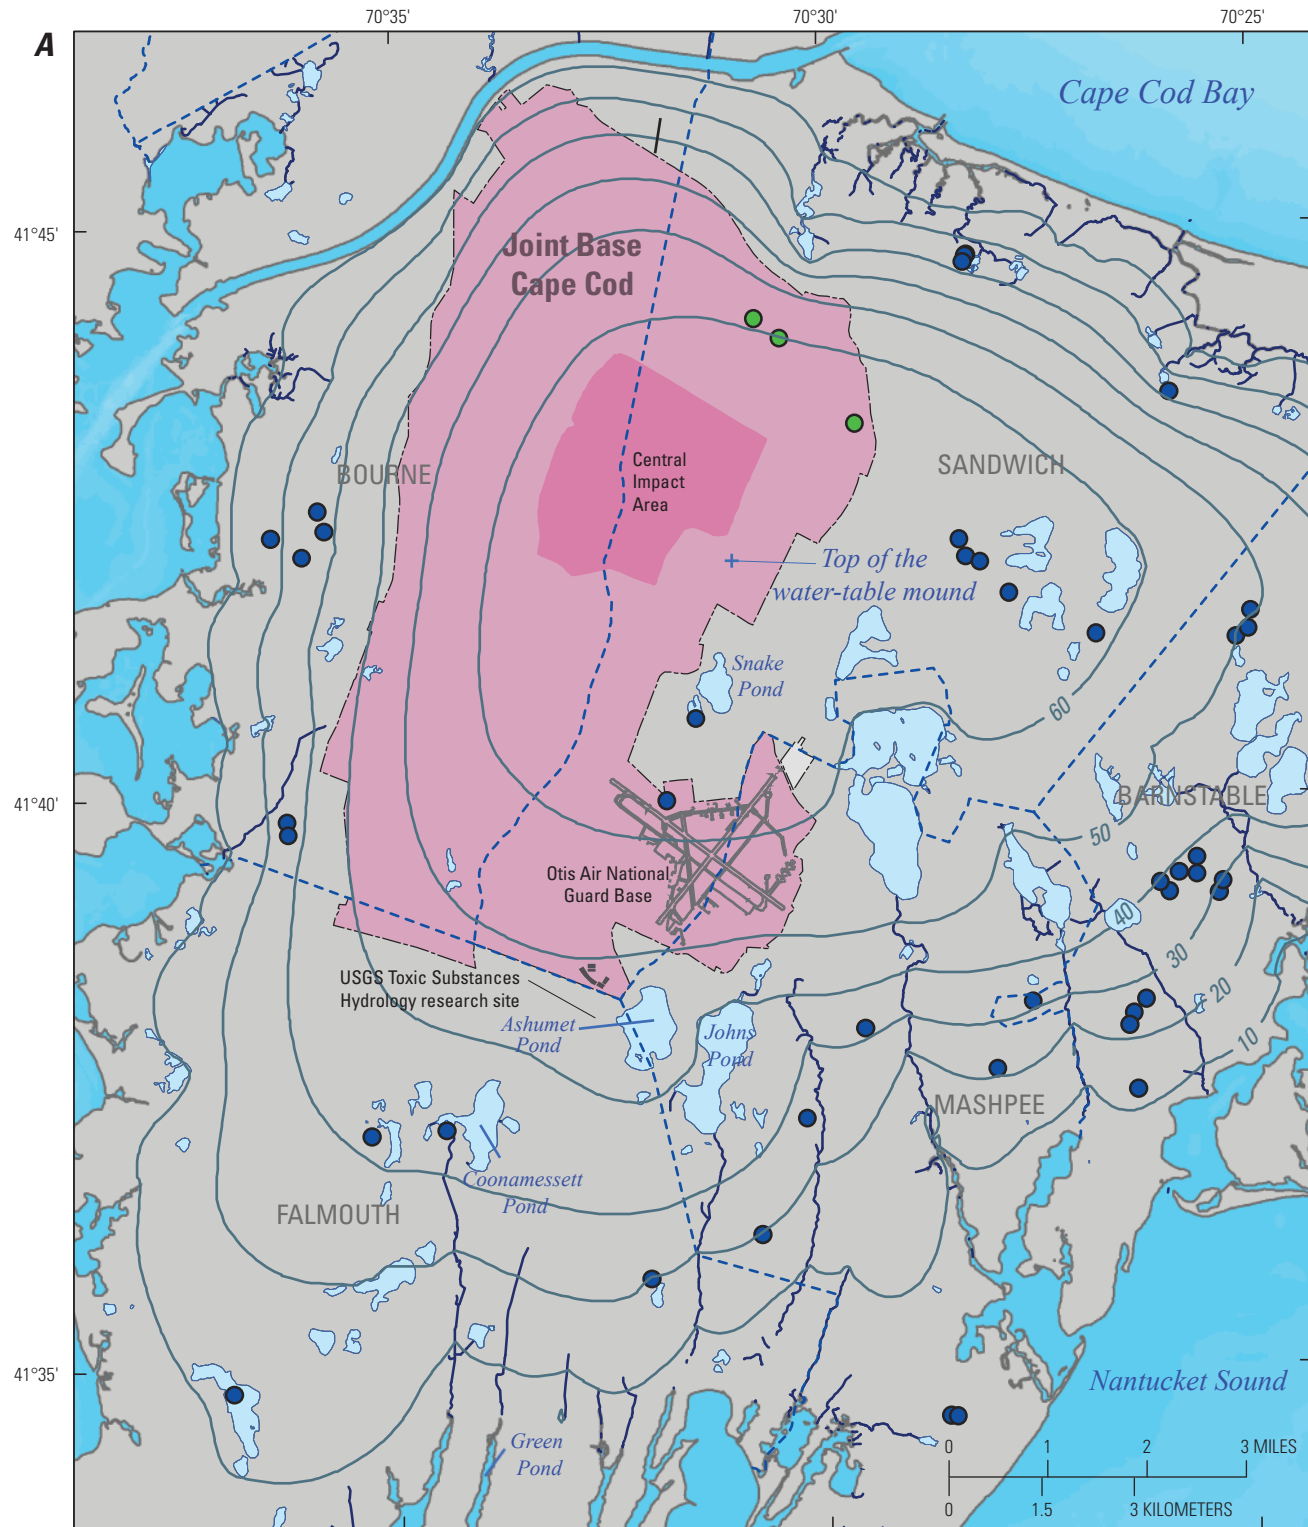 70°35'
70°30'
70°25'
A
Cape Cod Bay
41°45'
Joint Base
Cape Cod
Central
Impact
Area
BOURNE
SANDWICH
Top of the
water-table mound
Snake
Pond
60
41°40'
BARNSTABLE
50
Otis Air National
Guard Base
40
30
20
10
USGS Toxic Substances
Hydrology research site
Ashumet
Pond
Johns
Pond
MASHPEE
Coonamessett
Pond
FALMOUTH
41°35'
Nantucket Sound
Green
Pond
0 1 2 3 MILES
0 1.5 3 KILOMETERS